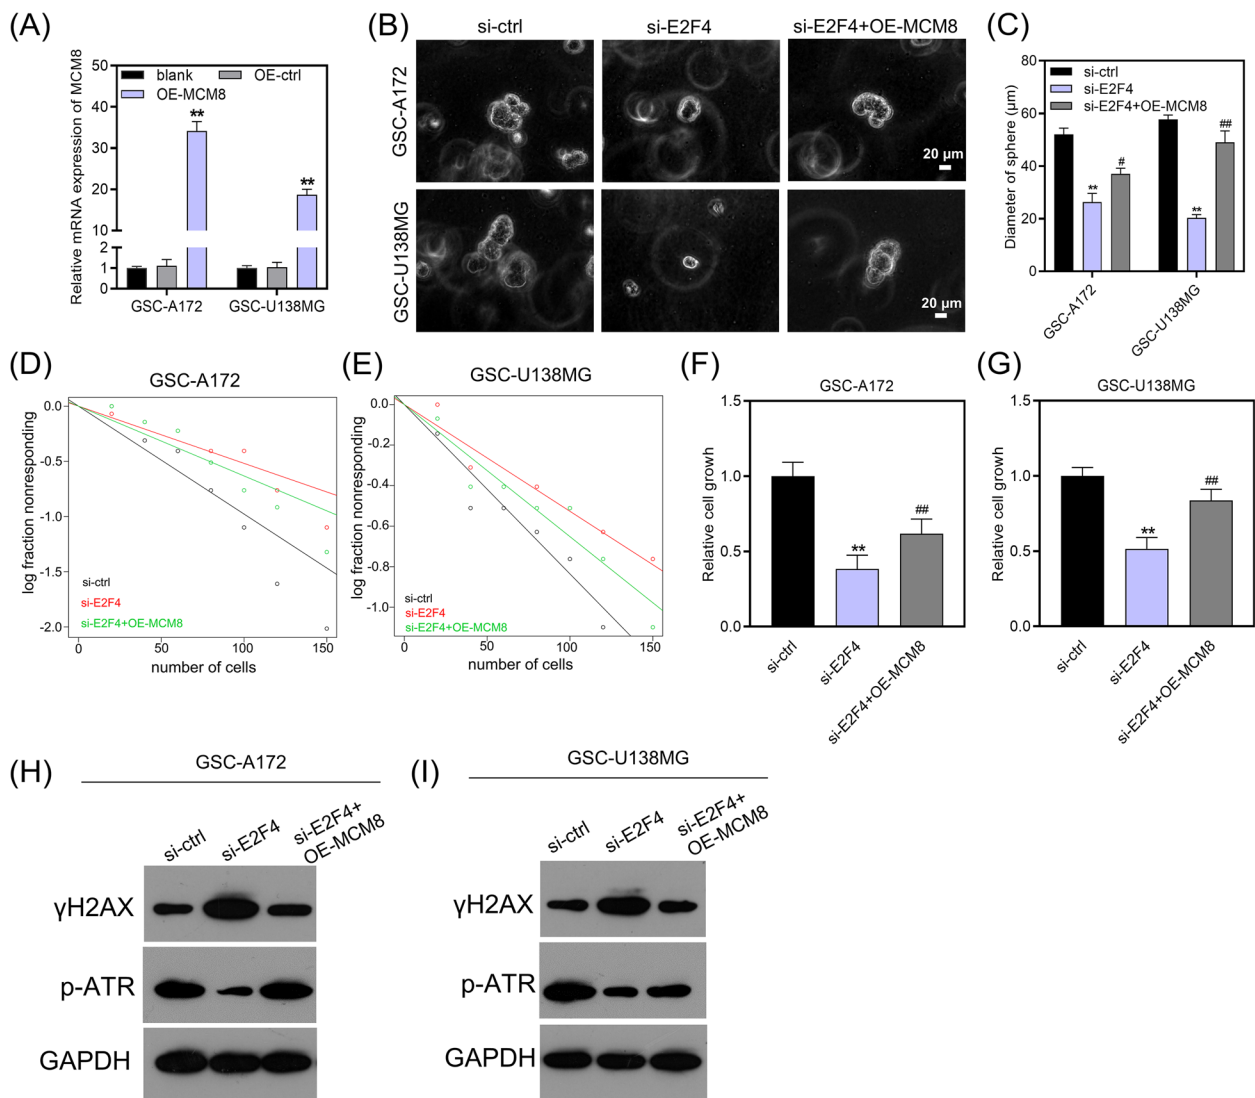 (A)
Relative mRNA expression of MCM8
50
40
30
20
10
2
1
0
blank
OE-ctrl
OE-MCM8
**
**
GSC-A172
GSC-U138MG
(B)
si-ctrl
si-E2F4
si-E2F4+OE-MCM8
GSC-A172
20 μm
GSC-U138MG
20 μm
(C)
Diameter of sphere (μm)
80
60
40
20
0
si-ctrl
si-E2F4
si-E2F4+OE-MCM8
**
#
**
##
GSC-A172
GSC-U138MG
(D)
GSC-A172
log fraction nonresponding
0.0
-0.5
-1.0
-1.5
-2.0
si-ctrl
si-E2F4
si-E2F4+OE-MCM8
0
50
100
150
number of cells
(E)
GSC-U138MG
log fraction nonresponding
0.0
-0.2
-0.4
-0.6
-0.8
-1.0
si-ctrl
si-E2F4
si-E2F4+OE-MCM8
0
50
100
150
number of cells
(F)
GSC-A172
Relative cell growh
1.5
1.0
0.5
0.0
**
##
si-ctrl
si-E2F4
si-E2F4+OE-MCM8
(G)
GSC-U138MG
Relative cell growh
1.5
1.0
0.5
0.0
**
##
si-ctrl
si-E2F4
si-E2F4+OE-MCM8
(H)
GSC-A172
si-ctrl
si-E2F4
si-E2F4+
OE-MCM8
γH2AX
p-ATR
GAPDH
(I)
GSC-U138MG
si-ctrl
si-E2F4
si-E2F4+
OE-MCM8
γH2AX
p-ATR
GAPDH